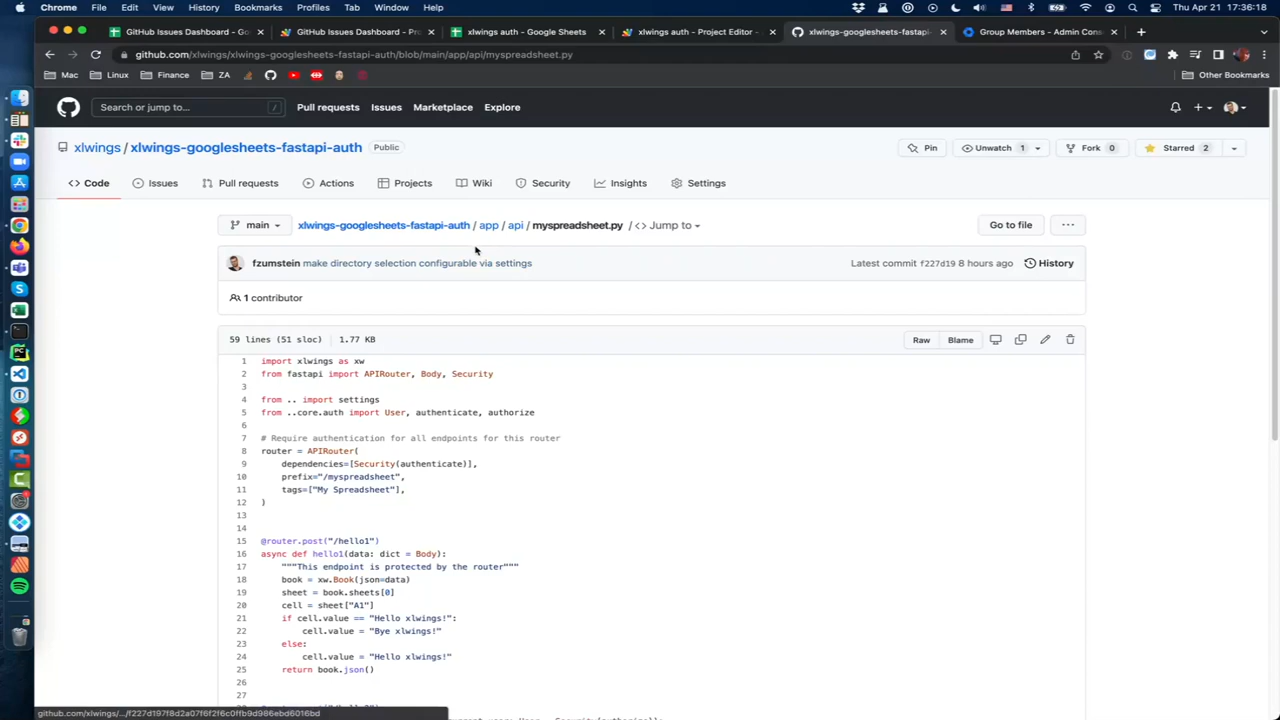 Chrome File Edit View History Bookmarks Profiles Tab Window Help Thu Apr 21 17:36:18
GitHub Issues Dashboard - Go GitHub Issues Dashboard - Pro xlwings auth - Google Sheets xlwings auth - Project Editor - xlwings-googlesheets-fastapi- Group Members - Admin Cons
github.com/xlwings/xlwings-googlesheets-fastapi-auth/blob/main/app/api/myspreadsheet.py
Mac Linux Finance ZA Other Bookmarks
Search or jump to... / Pull requests Issues Marketplace Explore
xlwings / xlwings-googlesheets-fastapi-auth Public Pin Unwatch 1 Fork 0 Starred 2
Code Issues Pull requests Actions Projects Wiki Security Insights Settings
main xlwings-googlesheets-fastapi-auth / app / api / myspreadsheet.py / <> Jump to Go to file ...
fzumstein make directory selection configurable via settings Latest commit f227d19 8 hours ago History
1 contributor
59 lines (51 sloc) 1.77 KB Raw Blame
1 import xlwings as xw
2 from fastapi import APIRouter, Body, Security
3
4 from .. import settings
5 from ..core.auth import User, authenticate, authorize
6
7 # Require authentication for all endpoints for this router
8 router = APIRouter(
9 dependencies=[Security(authenticate)],
10 prefix="/myspreadsheet",
11 tags=["My Spreadsheet"],
12 )
13
14
15 @router.post("/hello1")
16 async def hello1(data: dict = Body):
17 """This endpoint is protected by the router"""
18 book = xw.Book(json=data)
19 sheet = book.sheets[0]
20 cell = sheet["A1"]
21 if cell.value == "Hello xlwings!":
22 cell.value = "Bye xlwings!"
23 else:
24 cell.value = "Hello xlwings!"
25 return book.json()
26
27